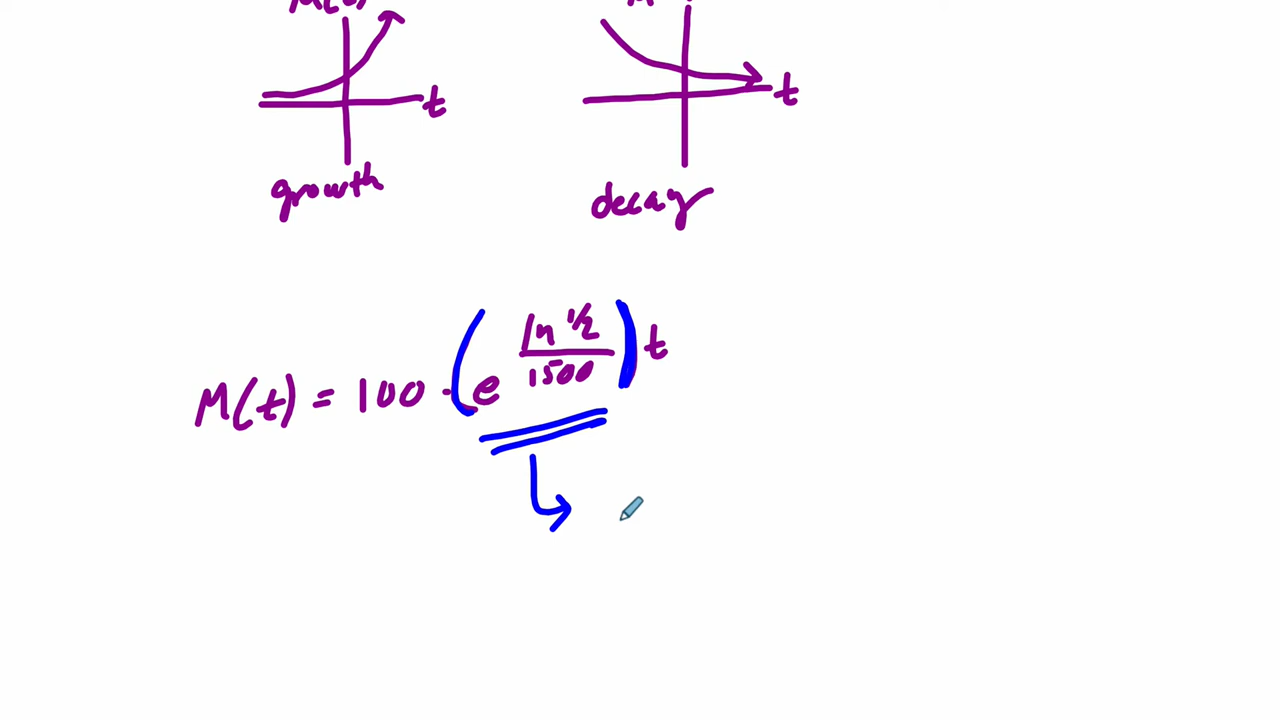 t t
growth decay
M(t) = 100 · (e^(ln 1/2 / 1500))^t